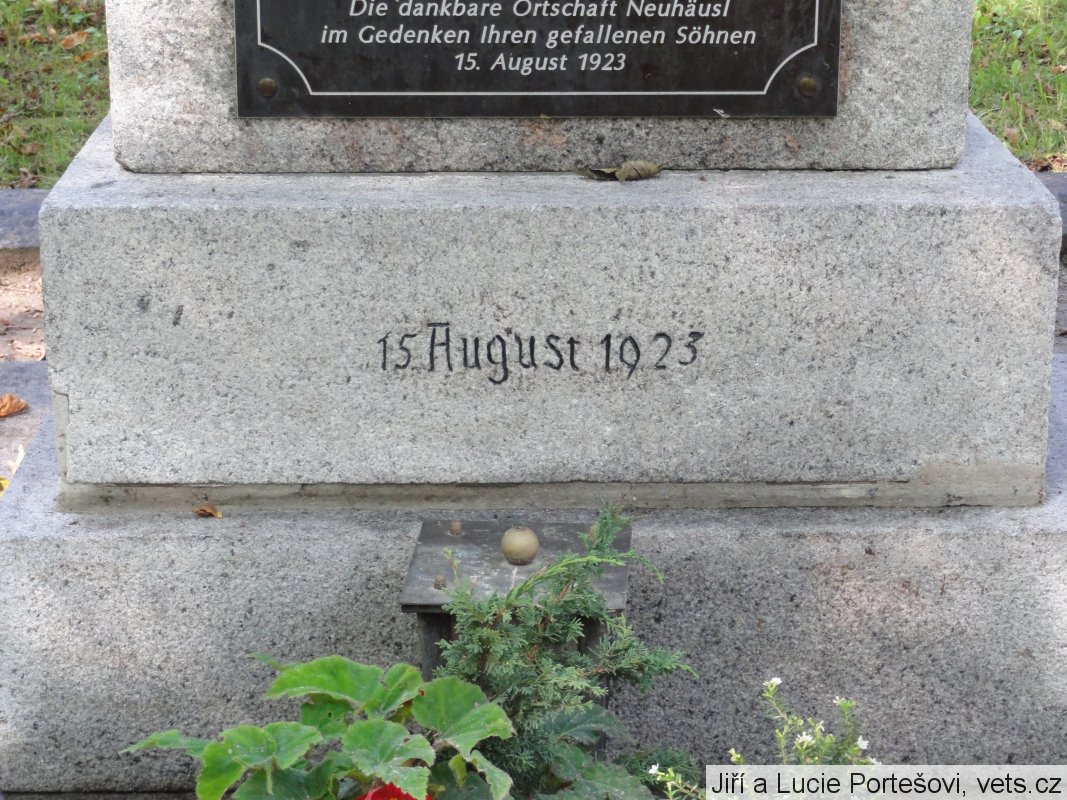 Die dankbare Ortschaft Neuhäusl
im Gedenken Ihren gefallenen Söhnen
15. August 1923
15 August 1923
Jiří a Lucie Portešovi, vets.cz